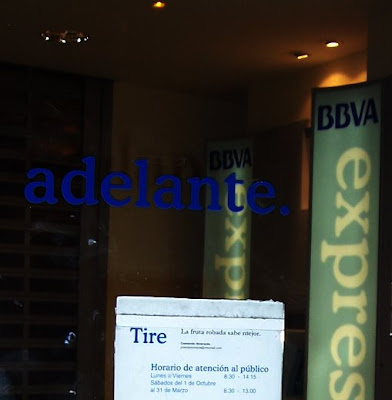 BBVA
express
BBVA
expres
adelante.
Tire
La fruta robada sabe mejor.
Horario de atención al público
Lunes a Viernes 8.30 - 14.15
Sábados del 1 de Octubre
al 31 de Marzo 8.30 - 13.00